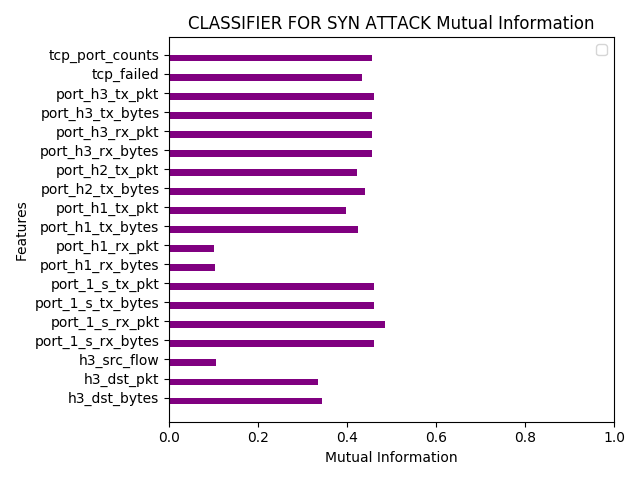 CLASSIFIER FOR SYN ATTACK Mutual Information
tcp_port_counts
tcp_failed
port_h3_tx_pkt
port_h3_tx_bytes
port_h3_rx_pkt
port_h3_rx_bytes
port_h2_tx_pkt
port_h2_tx_bytes
port_h1_tx_pkt
port_h1_tx_bytes
port_h1_rx_pkt
port_h1_rx_bytes
port_1_s_tx_pkt
port_1_s_tx_bytes
port_1_s_rx_pkt
port_1_s_rx_bytes
h3_src_flow
h3_dst_pkt
h3_dst_bytes
Features
0.0 0.2 0.4 0.6 0.8 1.0
Mutual Information